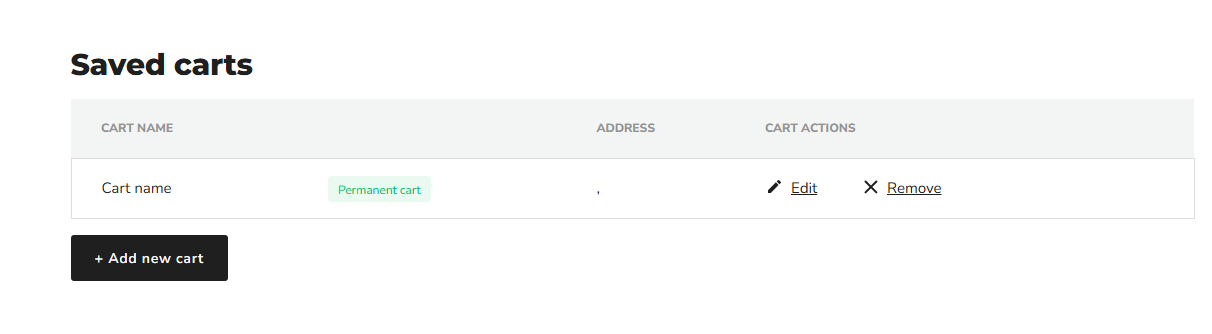 Saved carts
CART NAME ADDRESS CART ACTIONS
Cart name Permanent cart , Edit Remove
+ Add new cart